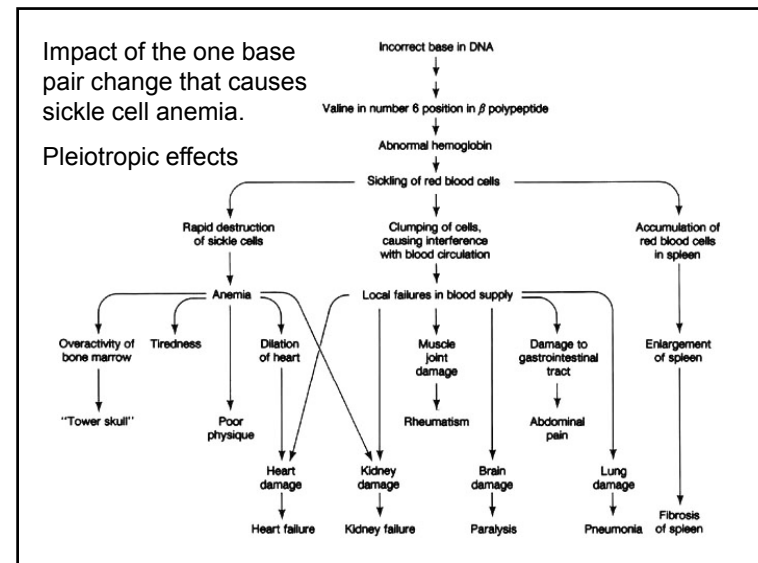 Impact of the one base
pair change that causes
sickle cell anemia.
Pleiotropic effects
Incorrect base in DNA
Valine in number 6 position in β polypeptide
Abnormal hemoglobin
Sickling of red blood cells
Rapid destruction
of sickle cells
Clumping of cells,
causing interference
with blood circulation
Accumulation of
red blood cells
in spleen
Anemia
Local failures in blood supply
Overactivity of
bone marrow
Tiredness
Dilation
of heart
Muscle
joint
damage
Damage to
gastrointestinal
tract
Enlargement
of spleen
"Tower skull"
Poor
physique
Rheumatism
Abdominal
pain
Heart
damage
Kidney
damage
Brain
damage
Lung
damage
Heart failure
Kidney failure
Paralysis
Pneumonia
Fibrosis
of spleen